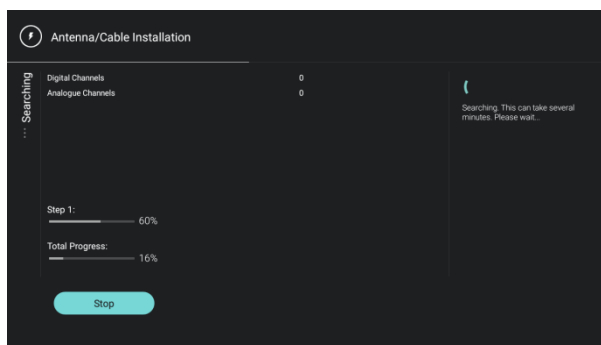 Antenna/Cable Installation
... Searching
Digital Channels 0
Analogue Channels 0
Searching. This can take several
minutes. Please wait...
Step 1:
60%
Total Progress:
16%
Stop